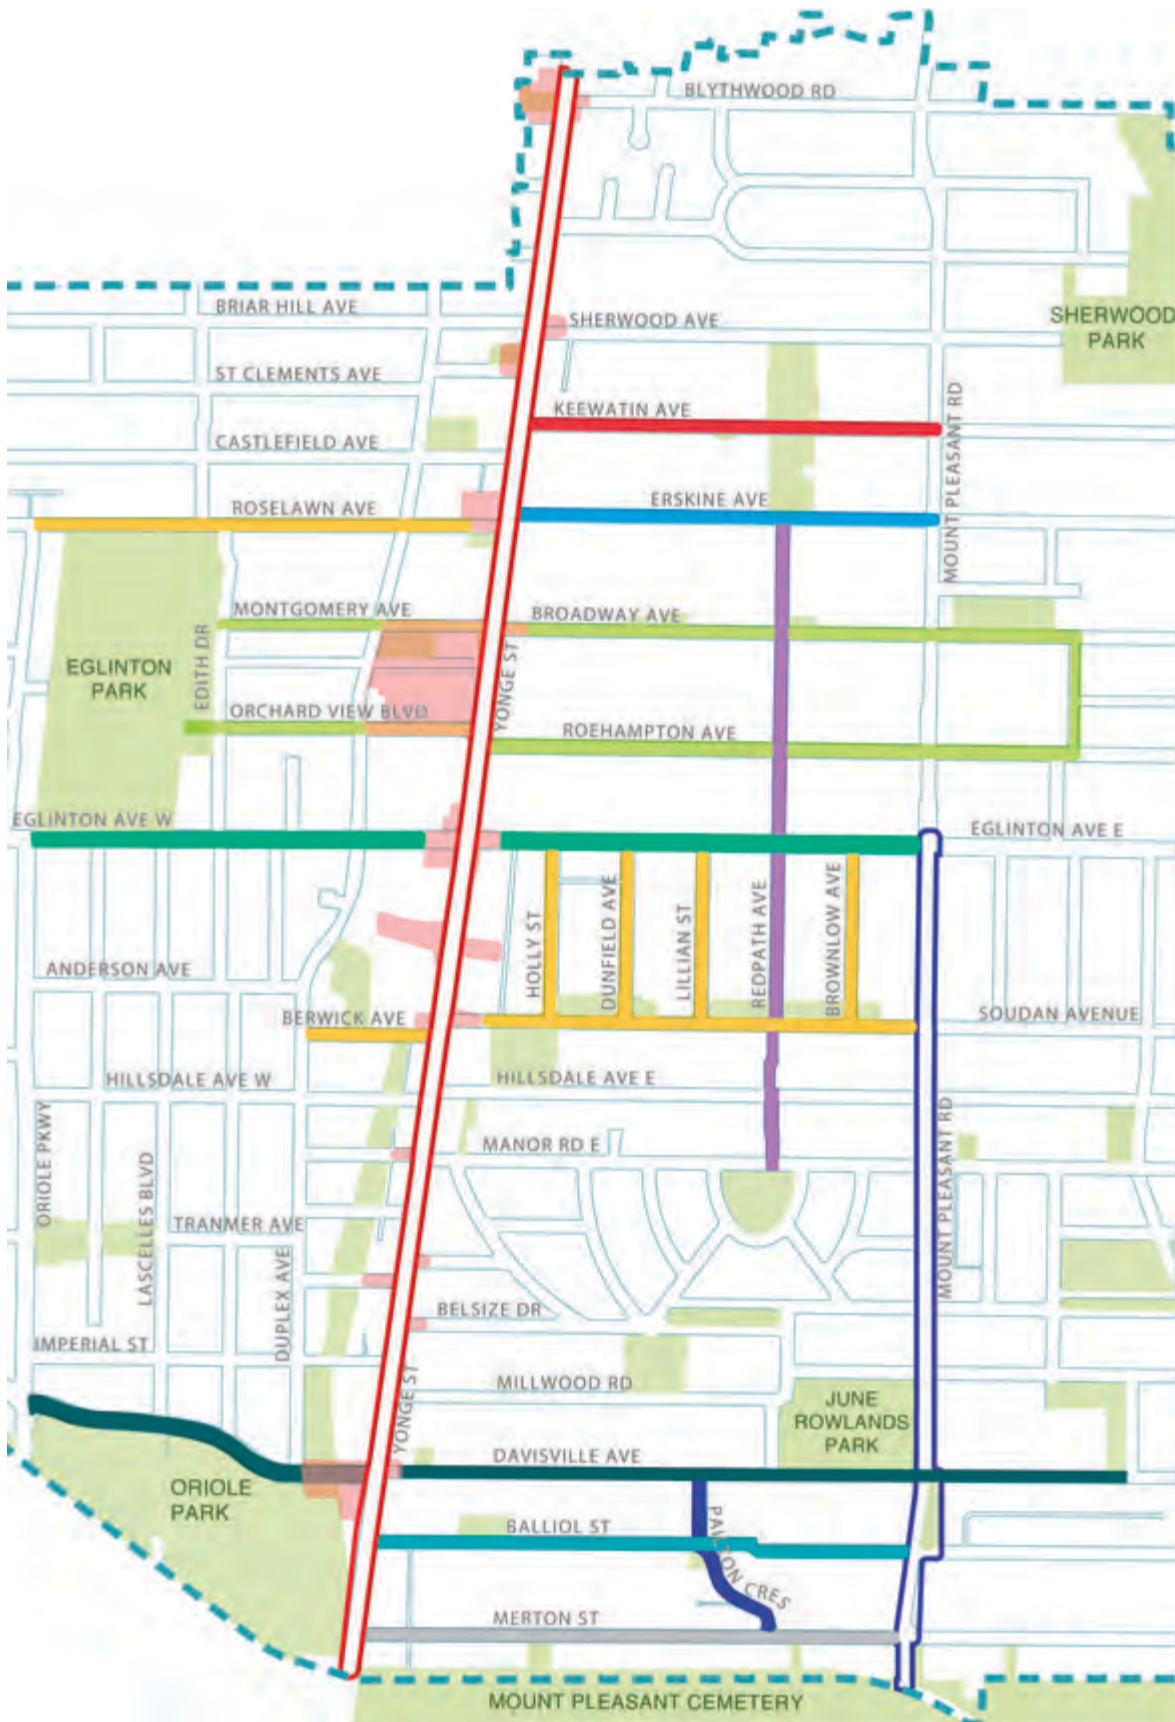 BLYTHWOOD RD
BRIAR HILL AVE
SHERWOOD AVE
SHERWOOD
PARK
ST CLEMENTS AVE
KEEWATIN AVE
CASTLEFIELD AVE
MOUNT PLEASANT RD
ROSELAWN AVE
ERSKINE AVE
MONTGOMERY AVE
BROADWAY AVE
EGLINTON
PARK
EDITH DR
YONGE ST
ORCHARD VIEW BLVD
ROEHAMPTON AVE
EGLINTON AVE W
EGLINTON AVE E
HOLLY ST
DUNFIELD AVE
LILLIAN ST
REDPATH AVE
BROWNLOW AVE
ANDERSON AVE
BERWICK AVE
SOUDAN AVENUE
HILLSDALE AVE W
HILLSDALE AVE E
MANOR RD E
ORIOLE PKWY
LASCELLES BLVD
TRANMER AVE
DUPLEX AVE
MOUNT PLEASANT RD
BELSIZE DR
IMPERIAL ST
YONGE ST
MILLWOOD RD
JUNE
ROWLANDS
PARK
DAVISVILLE AVE
ORIOLE
PARK
BALLIOL ST
PAILTON CRES
MERTON ST
MOUNT PLEASANT CEMETERY